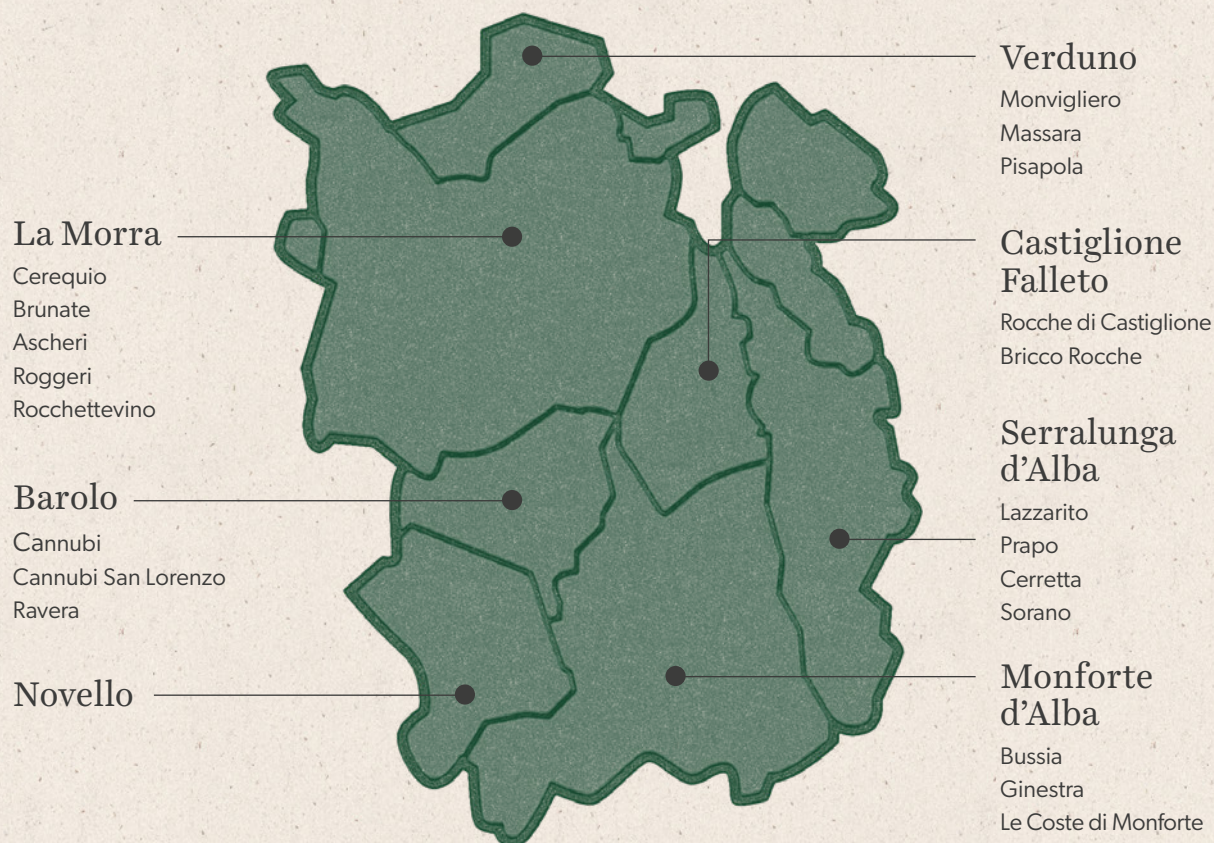 Verduno
Monvigliero
Massara
Pisapola
La Morra
Cerequio
Brunate
Ascheri
Roggeri
Rocchettevino
Castiglione
Falleto
Rocche di Castiglione
Bricco Rocche
Serralunga
d’Alba
Lazzarito
Prapo
Cerretta
Sorano
Barolo
Cannubi
Cannubi San Lorenzo
Ravera
Novello
Monforte
d’Alba
Bussia
Ginestra
Le Coste di Monforte